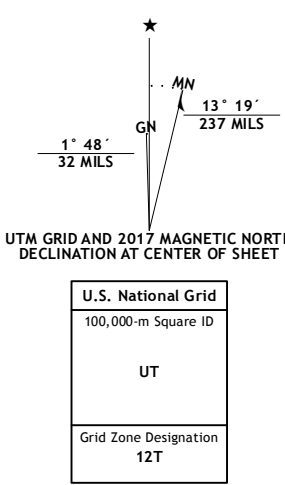 ★
MN
GN
13° 19´
237 MILS
1° 48´
32 MILS
UTM GRID AND 2017 MAGNETIC NORTH
DECLINATION AT CENTER OF SHEET
U.S. National Grid
100,000-m Square ID
UT
Grid Zone Designation
12T